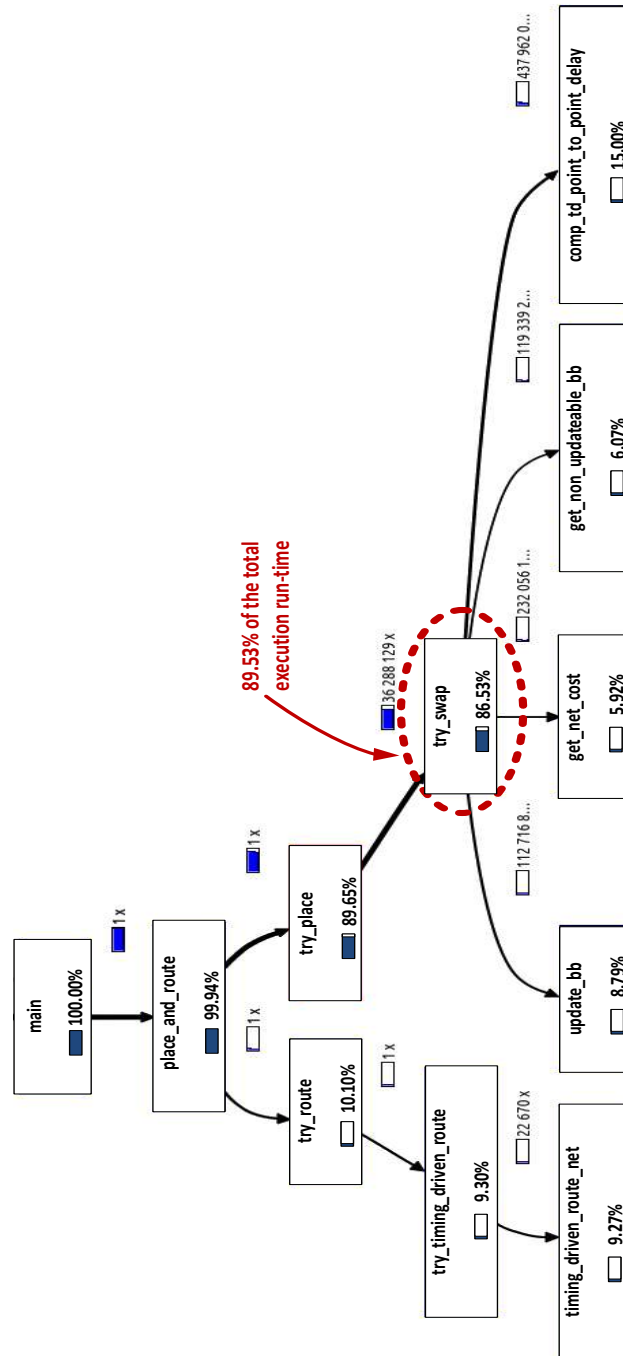 main
100.00%
1 x
place_and_route
99.94%
1 x
1 x
try_route
10.10%
try_place
89.65%
1 x
36 288 129 x
89.53% of the total
execution run-time
try_timing_driven_route
9.30%
try_swap
86.53%
22 670 x
112 716 8...
232 056 1...
119 339 2...
437 962 0...
timing_driven_route_net
9.27%
update_bb
8.79%
get_net_cost
5.92%
get_non_updateable_bb
6.07%
comp_td_point_to_point_delay
15.00%